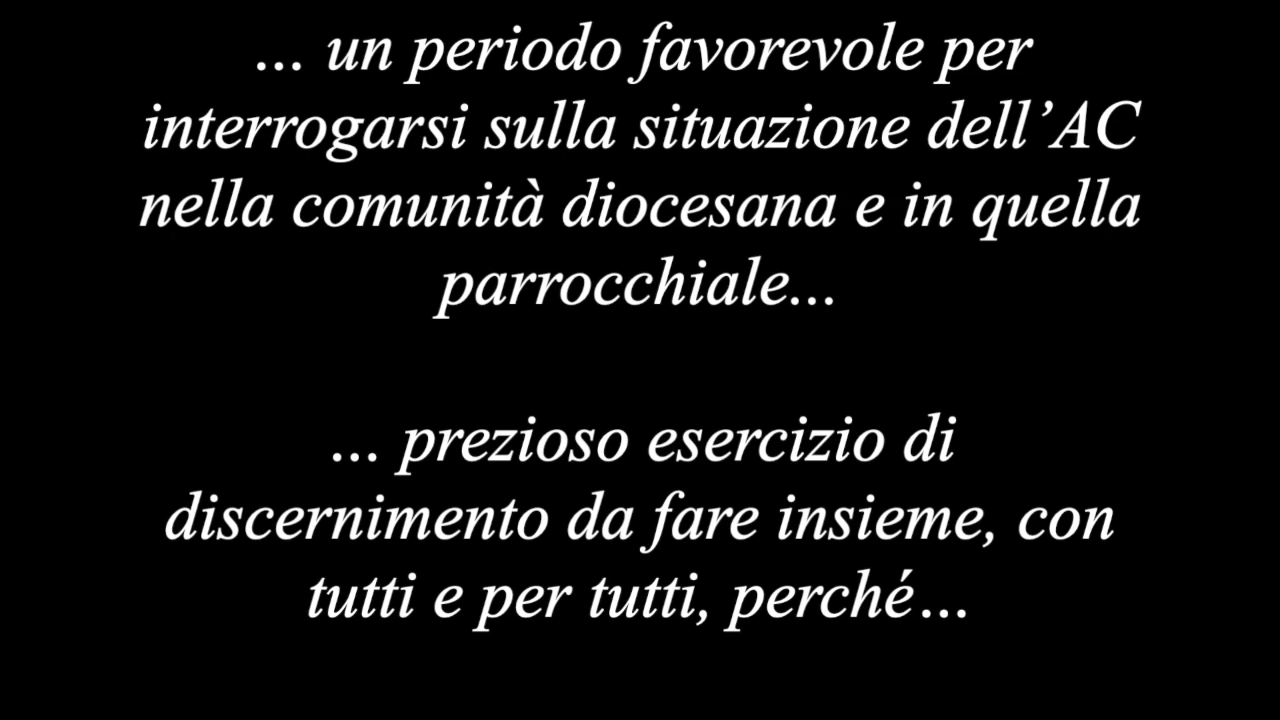 ... un periodo favorevole per
interrogarsi sulla situazione dell’AC
nella comunità diocesana e in quella
parrocchiale...
... prezioso esercizio di
discernimento da fare insieme, con
tutti e per tutti, perché...